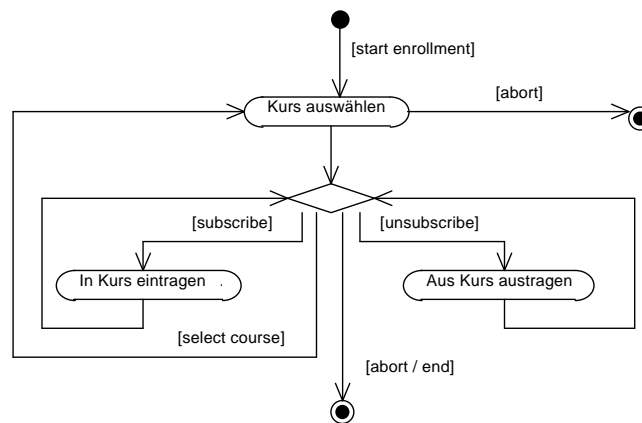 [start enrollment]
Kurs auswählen
[abort]
[subscribe]
[unsubscribe]
In Kurs eintragen
Aus Kurs austragen
[select course]
[abort / end]